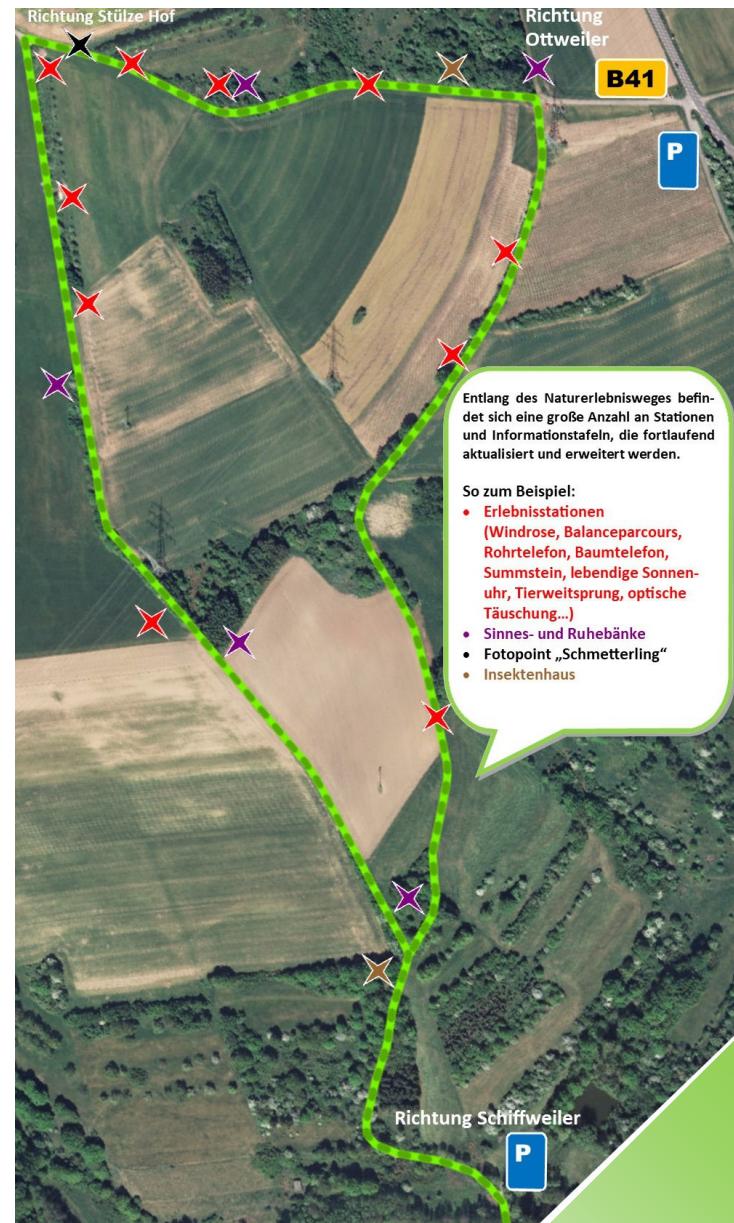 Richtung Stülze Hof
Richtung
Ottweiler
B41
P
Entlang des Naturerlebnisweges befin-
det sich eine große Anzahl an Stationen
und Informationstafeln, die fortlaufend
aktualisiert und erweitert werden.
So zum Beispiel:
• Erlebnisstationen
(Windrose, Balanceparcours,
Rohrtelefon, Baumtelefon,
Summstein, lebendige Sonnen-
uhr, Tierweitsprung, optische
Täuschung...)
• Sinnes- und Ruhebänke
• Fotopoint „Schmetterling“
• Insektenhaus
Richtung Schiffweiler
P